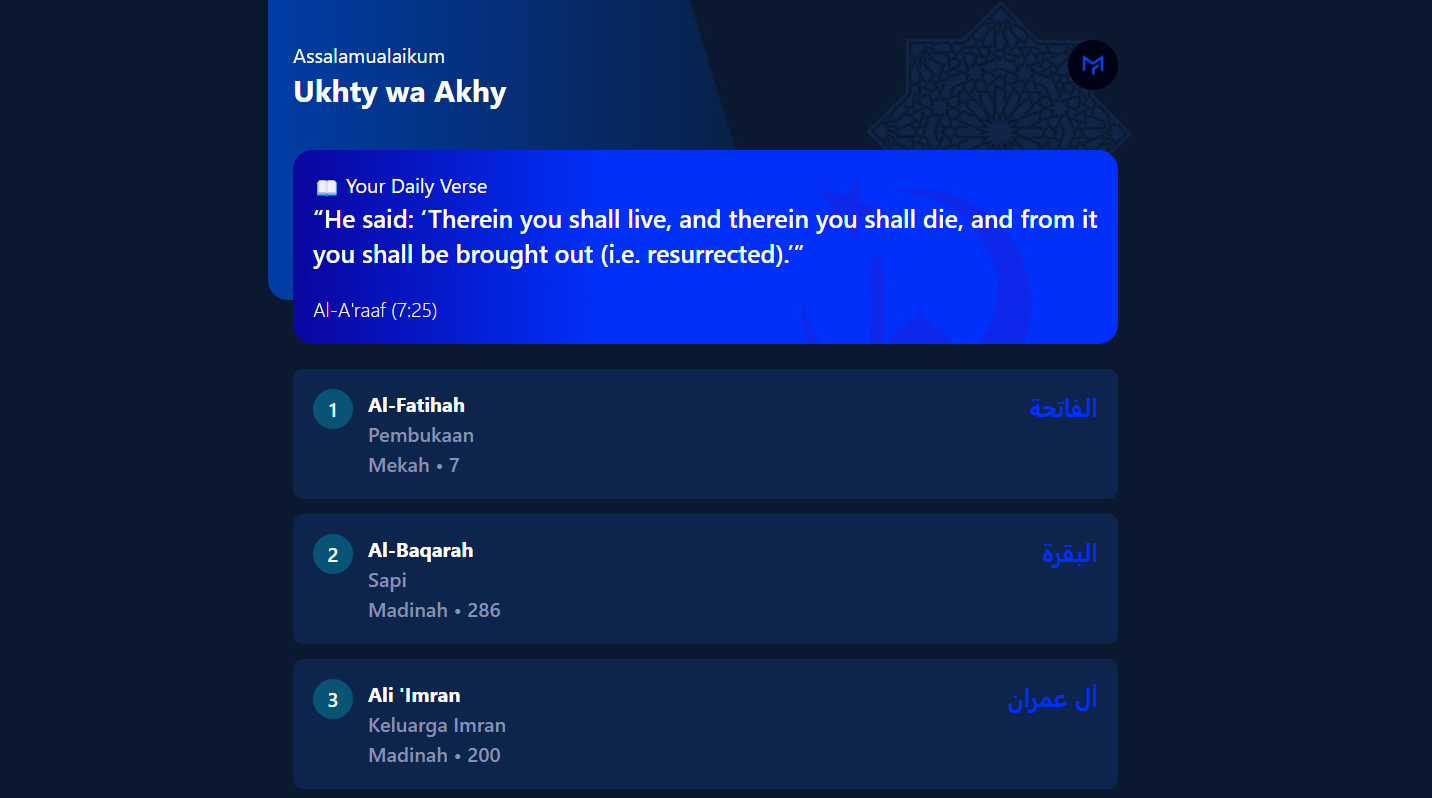 Assalamualaikum
Ukhty wa Akhy
📖 Your Daily Verse
“He said: ‘Therein you shall live, and therein you shall die, and from it
you shall be brought out (i.e. resurrected).’”
Al-A'raaf (7:25)
1
Al-Fatihah
الفاتحة
Pembukaan
Mekah • 7
2
Al-Baqarah
البقرة
Sapi
Madinah • 286
3
Ali 'Imran
اٰل عمران
Keluarga Imran
Madinah • 200